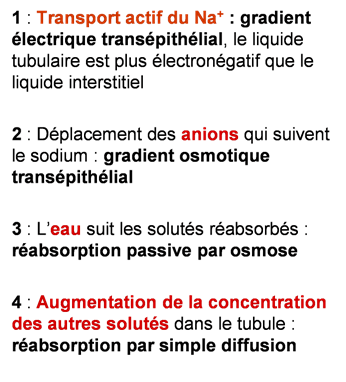 1 : Transport actif du Na⁺ : gradient
électrique transépithélial, le liquide
tubulaire est plus électronégatif que le
liquide interstitiel
2 : Déplacement des anions qui suivent
le sodium : gradient osmotique
transépithélial
3 : L'eau suit les solutés réabsorbés :
réabsorption passive par osmose
4 : Augmentation de la concentration
des autres solutés dans le tubule :
réabsorption par simple diffusion